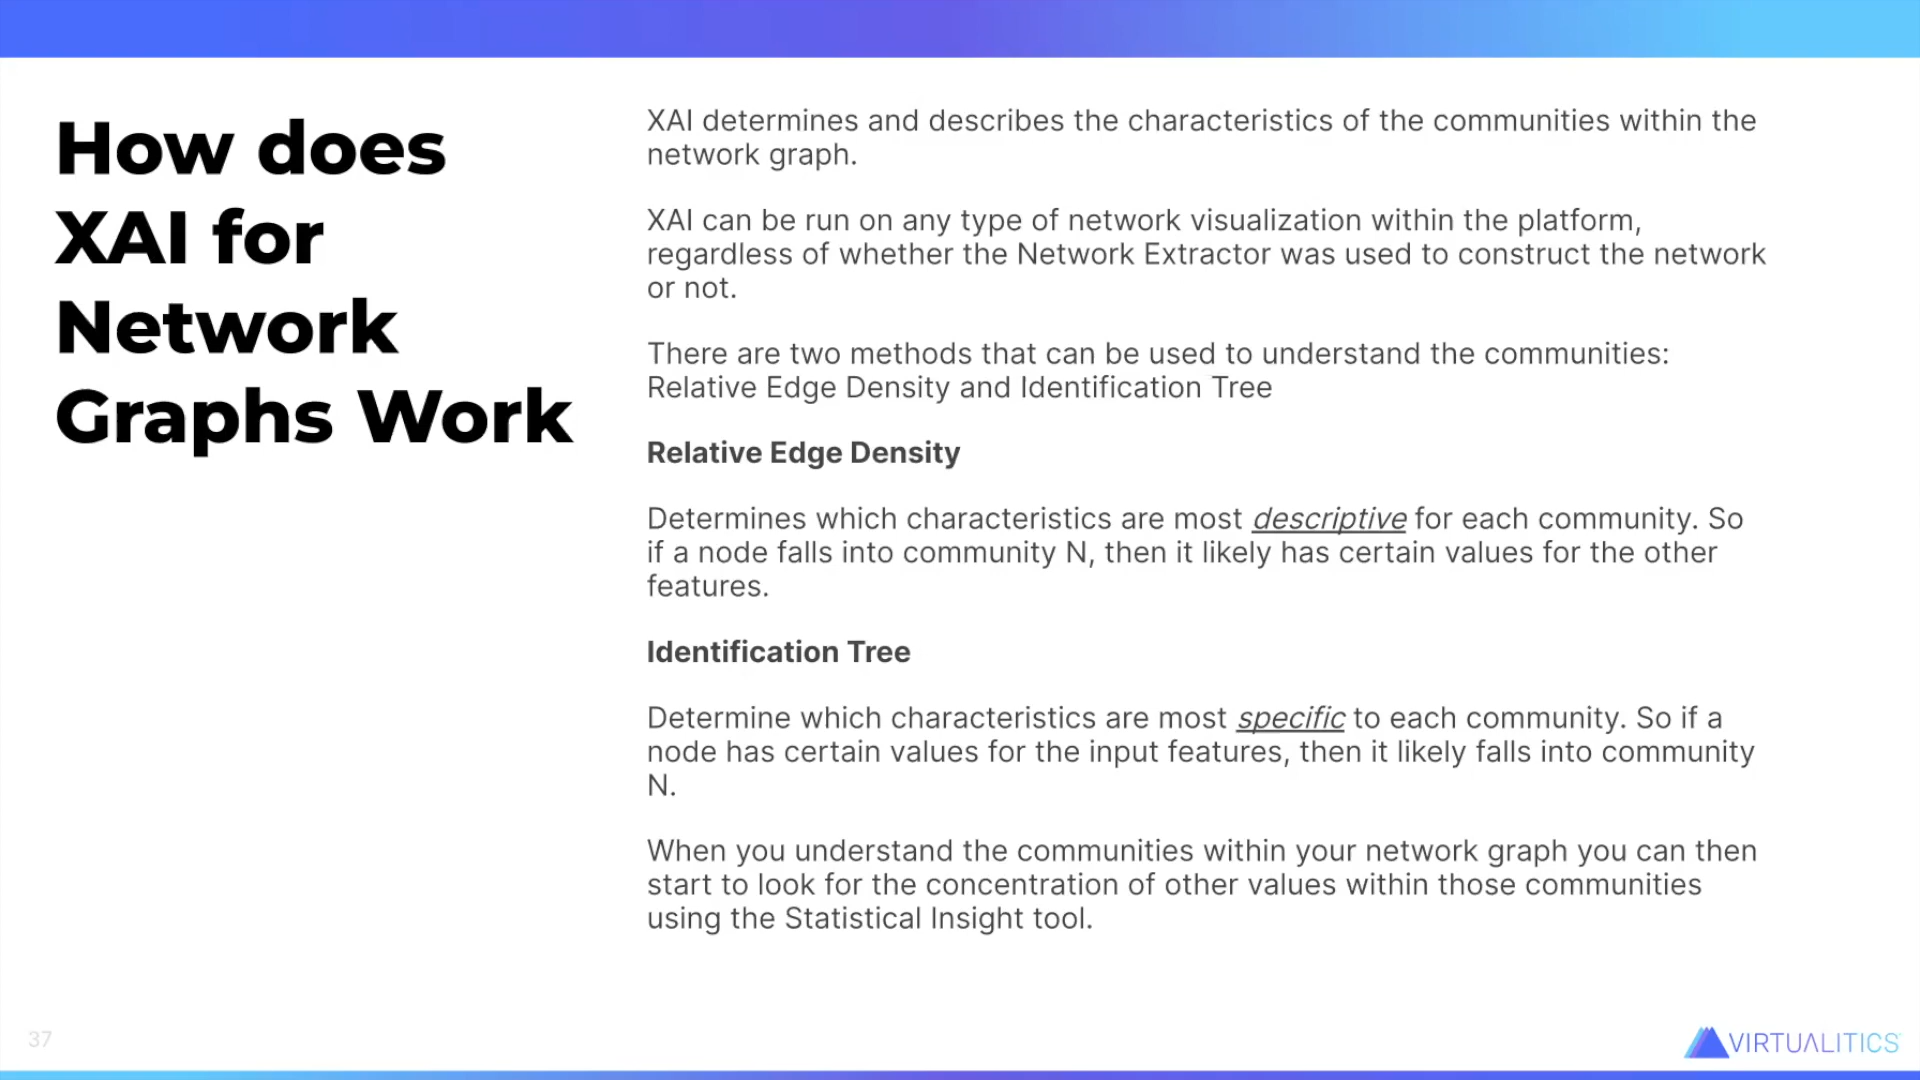 How does
XAI for
Network
Graphs Work
XAI determines and describes the characteristics of the communities within the
network graph.
XAI can be run on any type of network visualization within the platform,
regardless of whether the Network Extractor was used to construct the network
or not.
There are two methods that can be used to understand the communities:
Relative Edge Density and Identification Tree
Relative Edge Density
Determines which characteristics are most descriptive for each community. So
if a node falls into community N, then it likely has certain values for the other
features.
Identification Tree
Determine which characteristics are most specific to each community. So if a
node has certain values for the input features, then it likely falls into community
N.
When you understand the communities within your network graph you can then
start to look for the concentration of other values within those communities
using the Statistical Insight tool.
37
VIRTUALITICS